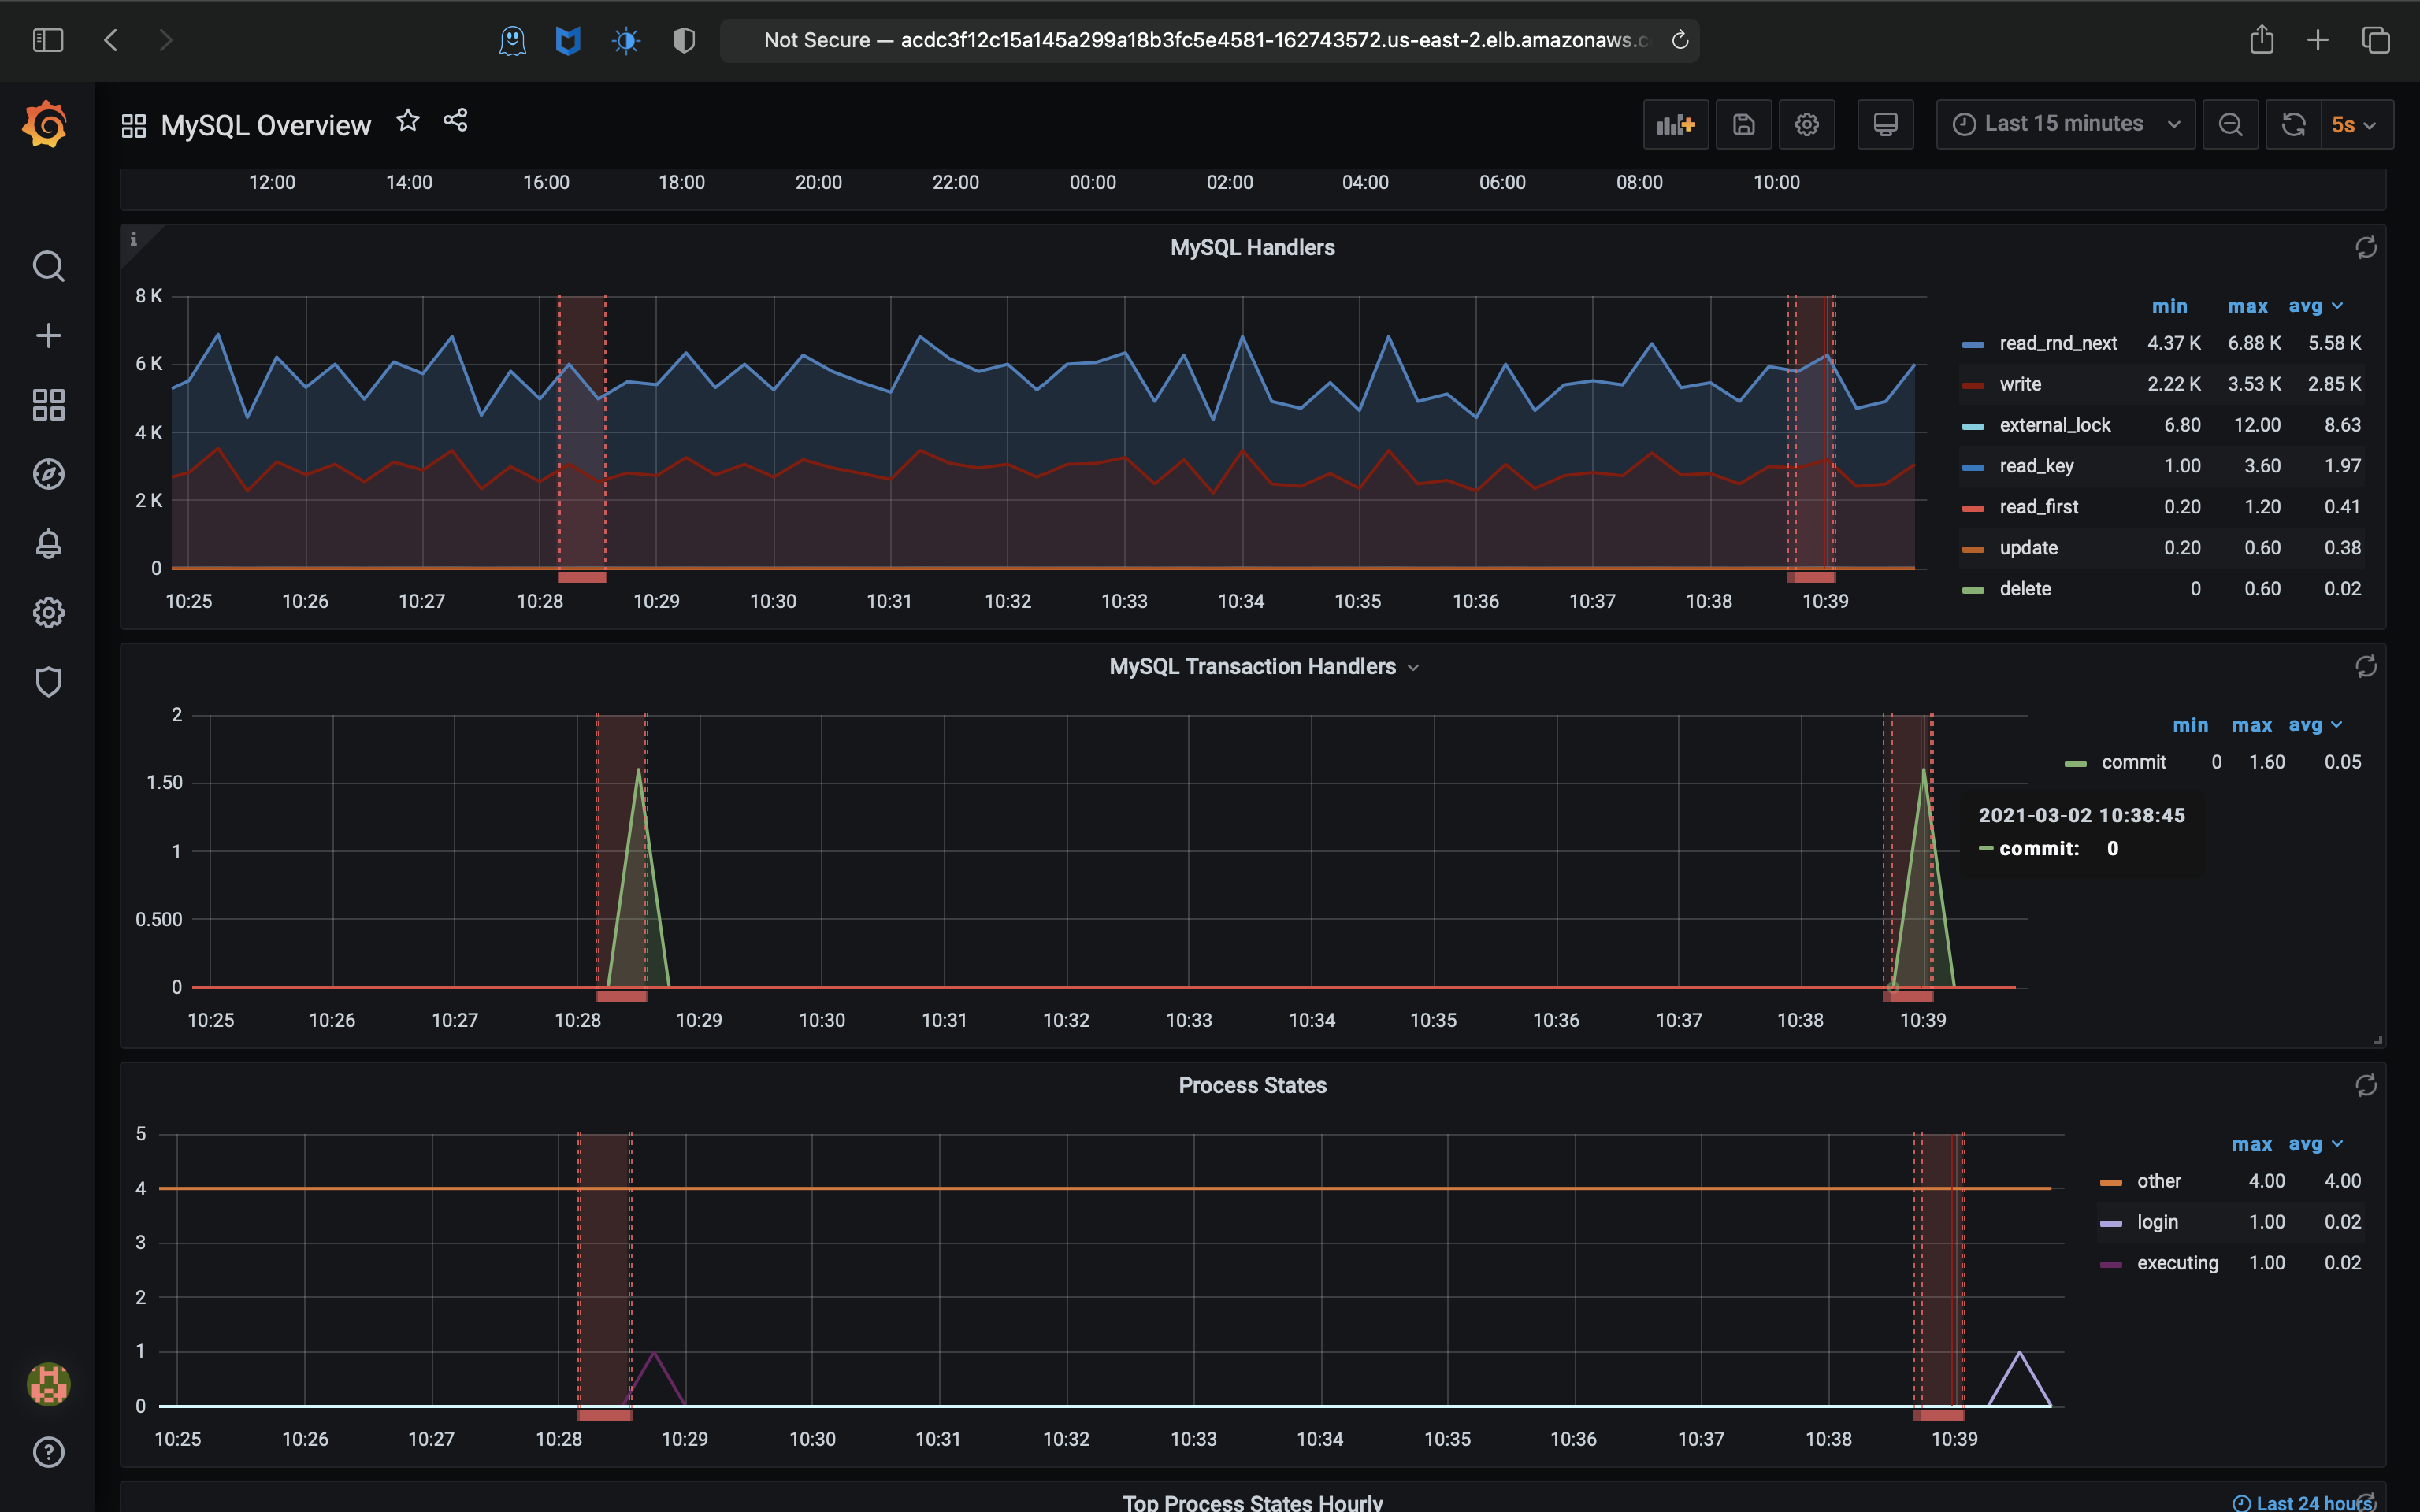 Not Secure — acdc3f12c15a145a299a18b3fc5e4581-162743572.us-east-2.elb.amazonaws.c
MySQL Overview
Last 15 minutes
5s
12:00 14:00 16:00 18:00 20:00 22:00 00:00 02:00 04:00 06:00 08:00 10:00
i
MySQL Handlers
8 K
6 K
4 K
2 K
0
10:25 10:26 10:27 10:28 10:29 10:30 10:31 10:32 10:33 10:34 10:35 10:36 10:37 10:38 10:39
min max avg
read_rnd_next 4.37 K 6.88 K 5.58 K
write 2.22 K 3.53 K 2.85 K
external_lock 6.80 12.00 8.63
read_key 1.00 3.60 1.97
read_first 0.20 1.20 0.41
update 0.20 0.60 0.38
delete 0 0.60 0.02
MySQL Transaction Handlers
2
1.50
1
0.500
0
10:25 10:26 10:27 10:28 10:29 10:30 10:31 10:32 10:33 10:34 10:35 10:36 10:37 10:38 10:39
min max avg
commit 0 1.60 0.05
2021-03-02 10:38:45
commit: 0
Process States
5
4
3
2
1
0
10:25 10:26 10:27 10:28 10:29 10:30 10:31 10:32 10:33 10:34 10:35 10:36 10:37 10:38 10:39
max avg
other 4.00 4.00
login 1.00 0.02
executing 1.00 0.02
Top Process States Hourly
Last 24 hours